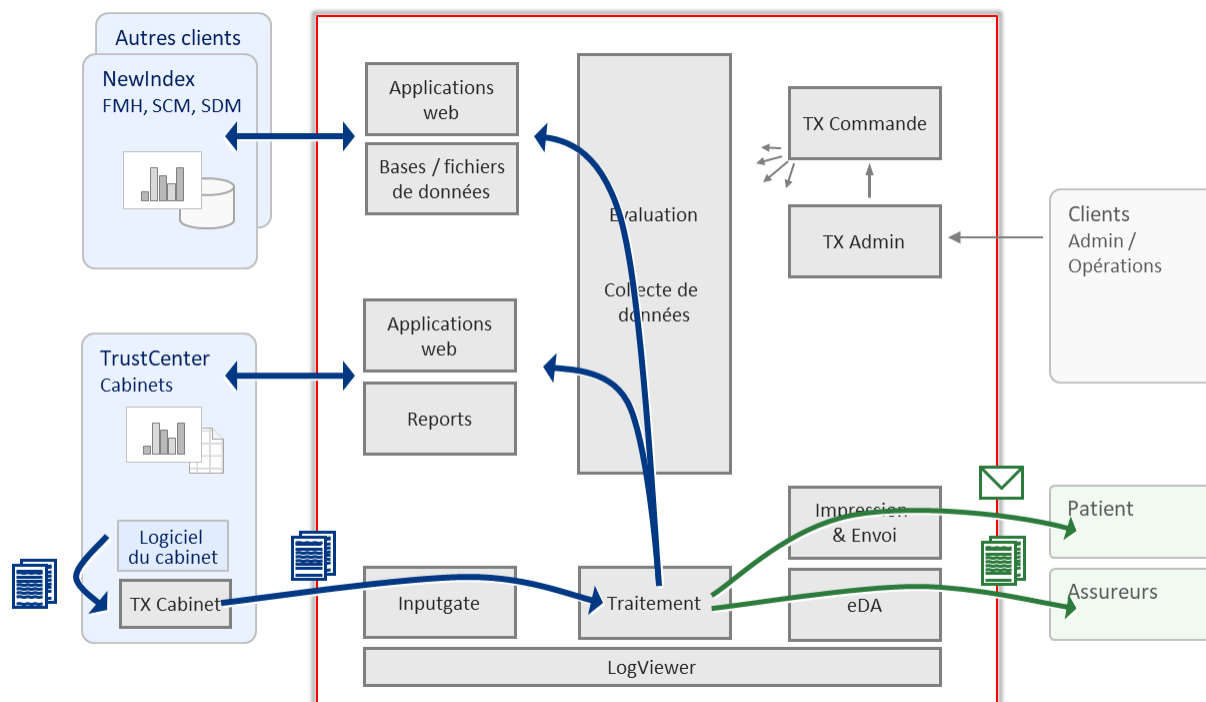 Autres clients
NewIndex
FMH, SCM, SDM
Applications
web
Bases / fichiers
de données
Evaluation
Collecte de
données
TX Commande
TX Admin
Clients
Admin /
Opérations
TrustCenter
Cabinets
Applications
web
Reports
Logiciel
du cabinet
TX Cabinet
Inputgate
Traitement
Impression
& Envoi
eDA
LogViewer
Patient
Assureurs